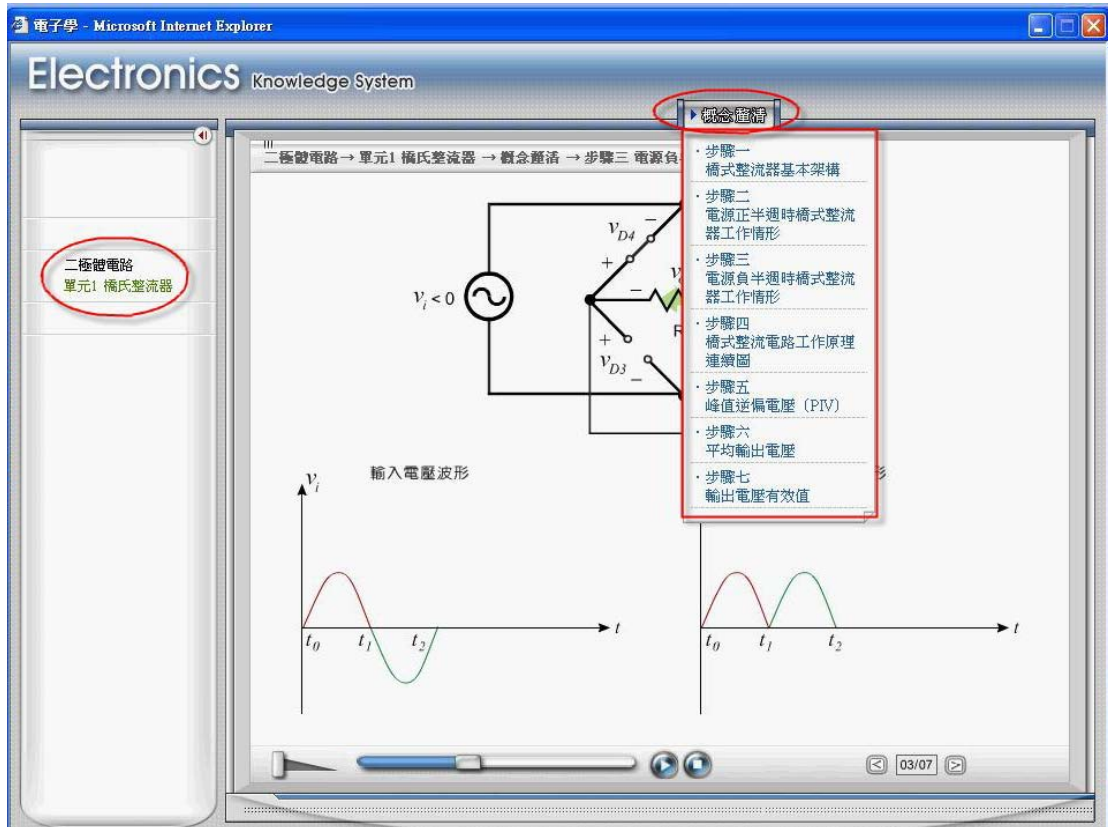 電子學 - Microsoft Internet Explorer
Electronics Knowledge System
概念釐清
二極體電路→ 單元1 橋氏整流器 → 觀念釐清 → 步驟三 電源負
二極體電路
單元1 橋氏整流器
· 步驟一
橋式整流器基本架構
· 步驟二
電源正半週時橋式整流
器工作情形
· 步驟三
電源負半週時橋式整流
器工作情形
· 步驟四
橋式整流電路工作原理
連續圖
· 步驟五
峰值逆偏電壓 (PIV)
· 步驟六
平均輸出電壓
· 步驟七
輸出電壓有效值
v_D4
−
+
v_i < 0
−
v
R
+
v_D3
−
輸入電壓波形
形
v_i
t_0 t_1 t_2 t
t_0 t_1 t_2 t
03/07